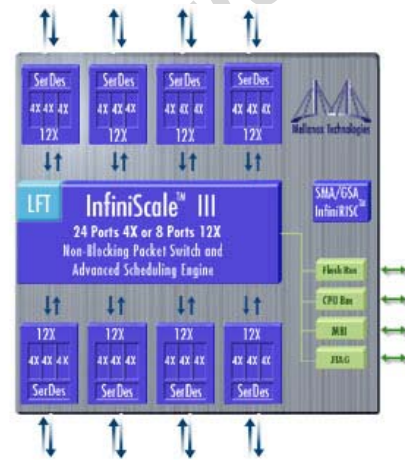 SerDes SerDes SerDes SerDes
4X 4X 4X 4X 4X 4X 4X 4X 4X 4X 4X 4X
12X 12X 12X 12X
Mellanox Technologies
LFT
InfiniScale™ III
24 Ports 4X or 8 Ports 12X
Non-Blocking Packet Switch and
Advanced Scheduling Engine
SMA/GSA
InfiniRISC™
Flash Bus
CPU Bus
MBI
JTAG
12X 12X 12X 12X
4X 4X 4X 4X 4X 4X 4X 4X 4X 4X 4X 4X
SerDes SerDes SerDes SerDes